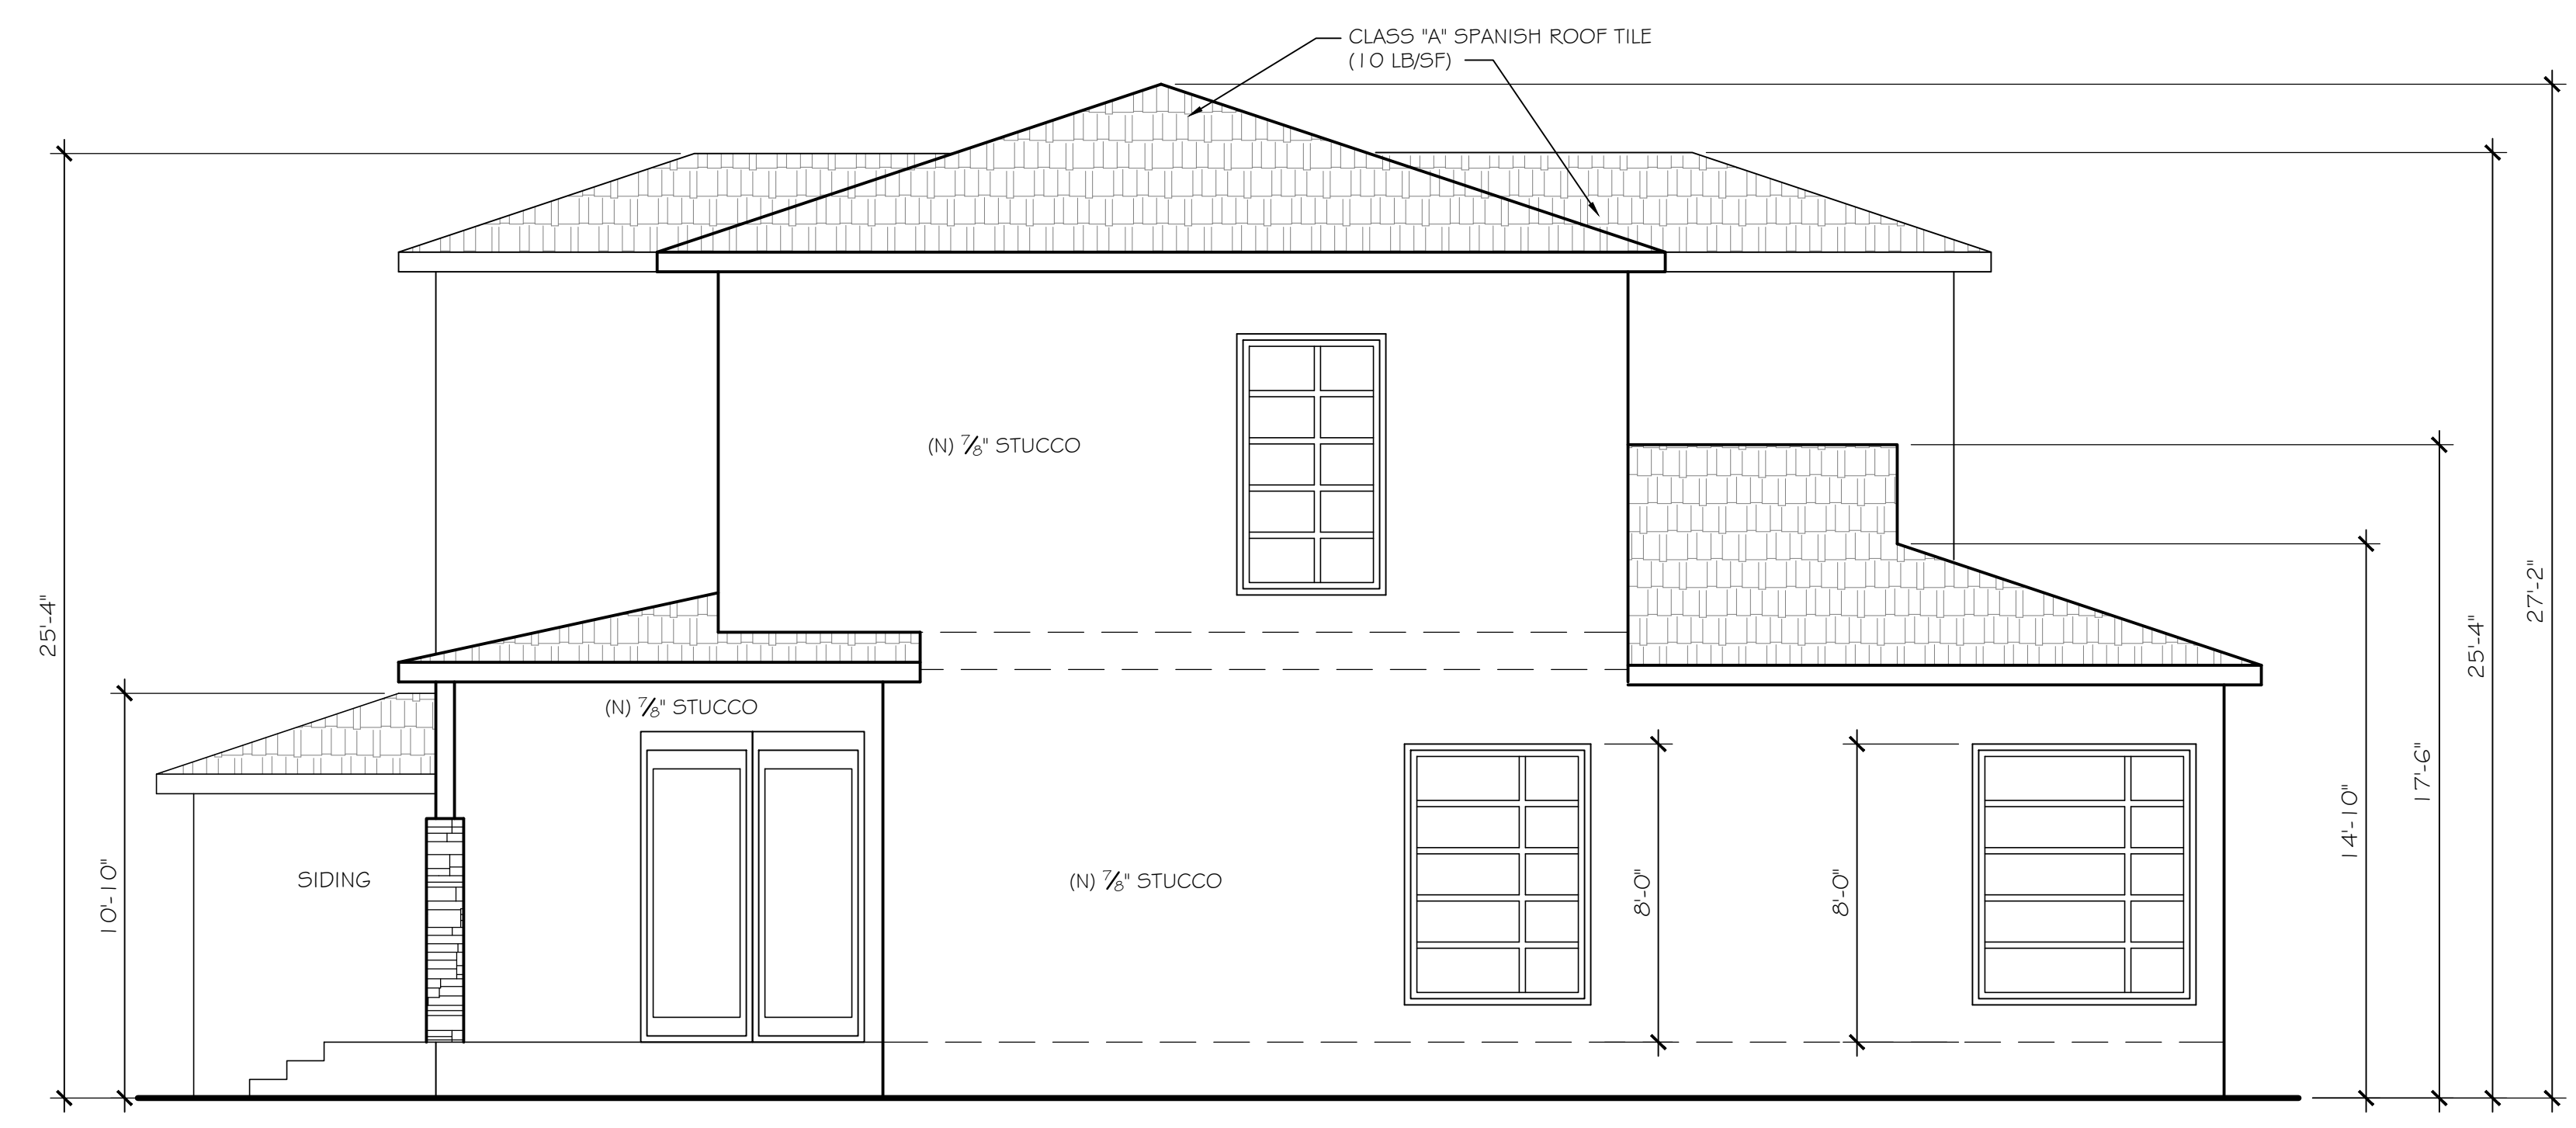 CLASS "A" SPANISH ROOF TILE
(10 LB/SF)
(N) 7/8" STUCCO
(N) 7/8" STUCCO
(N) 7/8" STUCCO
SIDING
25'-4"
10'-10"
8'-0"
8'-0"
14'-10"
17'-6"
25'-4"
27'-2"